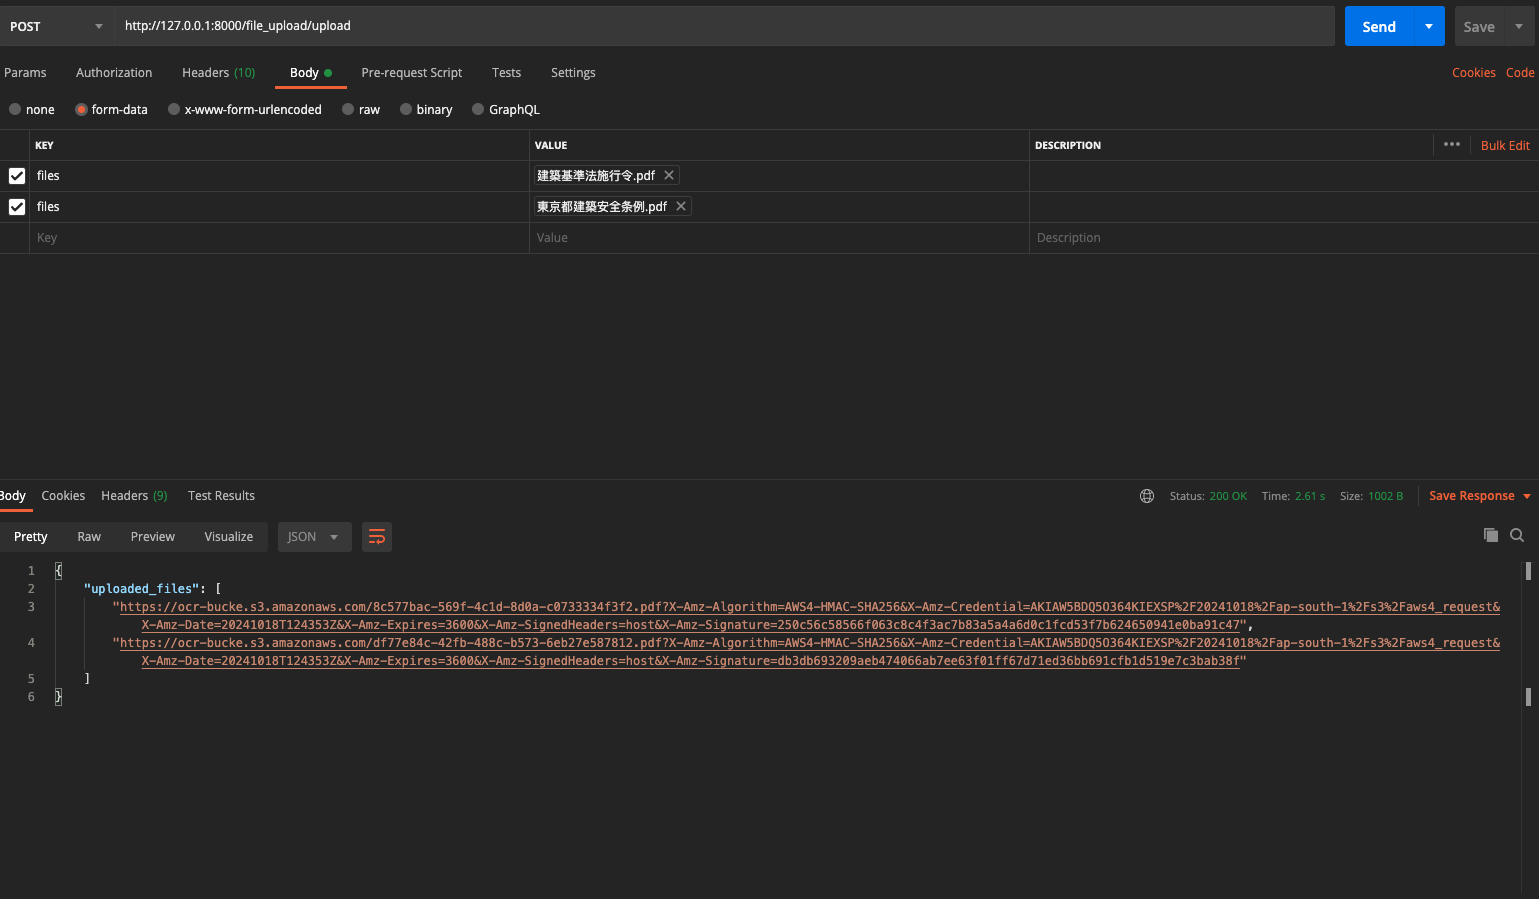 POST http://127.0.0.1:8000/file_upload/upload Send Save
Params Authorization Headers (10) Body Pre-request Script Tests Settings Cookies Code
none form-data x-www-form-urlencoded raw binary GraphQL
KEY VALUE DESCRIPTION ••• Bulk Edit
files 建築基準法施行令.pdf ✕
files 東京都建築安全条例.pdf ✕
Key Value Description
Body Cookies Headers (9) Test Results Status: 200 OK Time: 2.61 s Size: 1002 B Save Response
Pretty Raw Preview Visualize JSON
1 {
2 "uploaded_files": [
3 "https://ocr-bucke.s3.amazonaws.com/8c577bac-569f-4c1d-8d0a-c0733334f3f2.pdf?X-Amz-Algorithm=AWS4-HMAC-SHA256&X-Amz-Credential=AKIAW5BDQ5O364KIEXSP%2F20241018%2Fap-south-1%2Fs3%2Faws4_request&
X-Amz-Date=20241018T124353Z&X-Amz-Expires=3600&X-Amz-SignedHeaders=host&X-Amz-Signature=250c56c58566f063c8c4f3ac7b83a5a4a6d0c1fcd53f7b624650941e0ba91c47",
4 "https://ocr-bucke.s3.amazonaws.com/df77e84c-42fb-488c-b573-6eb27e587812.pdf?X-Amz-Algorithm=AWS4-HMAC-SHA256&X-Amz-Credential=AKIAW5BDQ5O364KIEXSP%2F20241018%2Fap-south-1%2Fs3%2Faws4_request&
X-Amz-Date=20241018T124353Z&X-Amz-Expires=3600&X-Amz-SignedHeaders=host&X-Amz-Signature=db3db693209aeb474066ab7ee63f01ff67d71ed36bb691cfb1d519e7c3bab38f"
5 ]
6 }